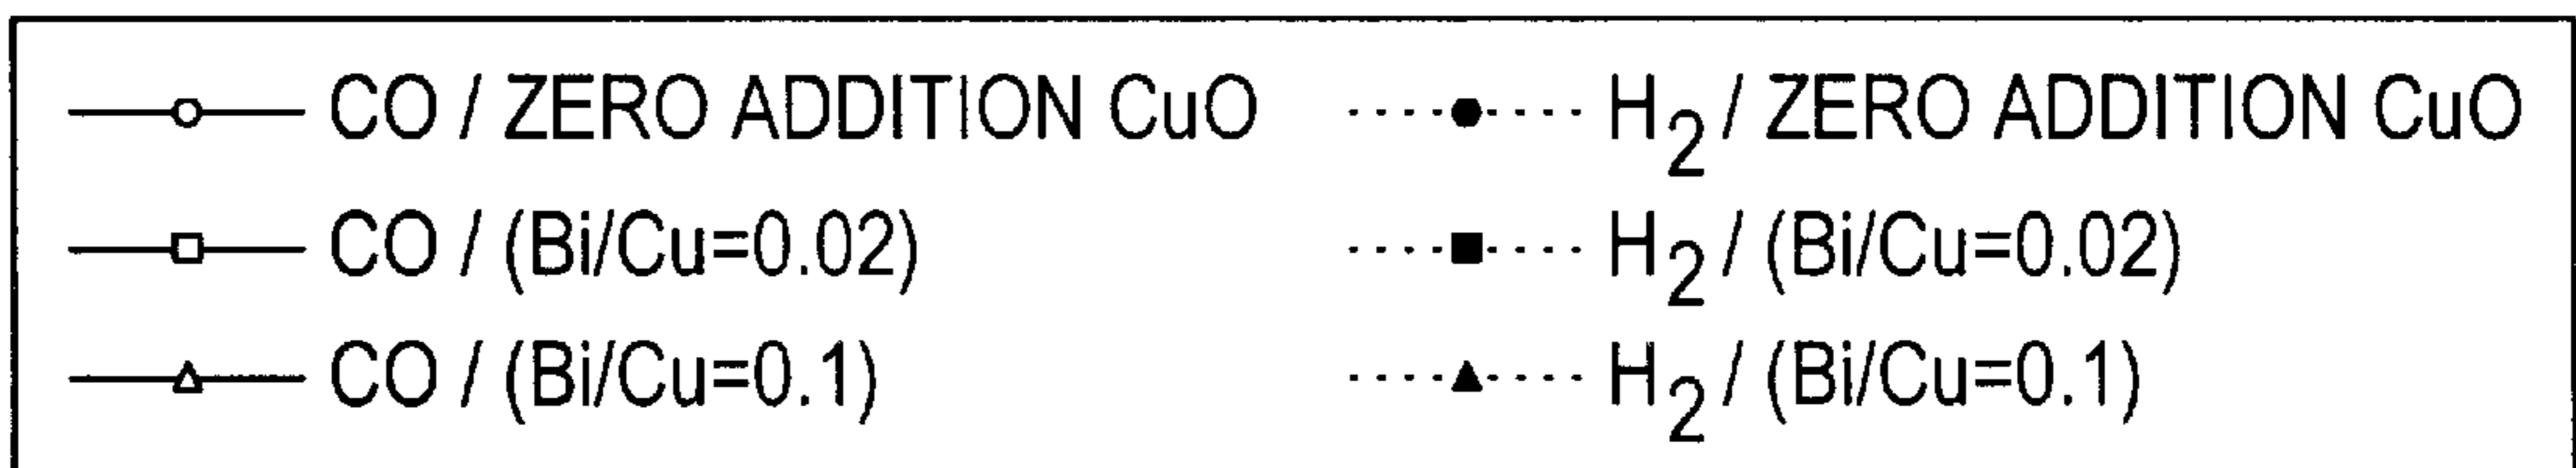 CO / ZERO ADDITION CuO
H2 / ZERO ADDITION CuO
CO / (Bi/Cu=0.02)
H2 / (Bi/Cu=0.02)
CO / (Bi/Cu=0.1)
H2 / (Bi/Cu=0.1)